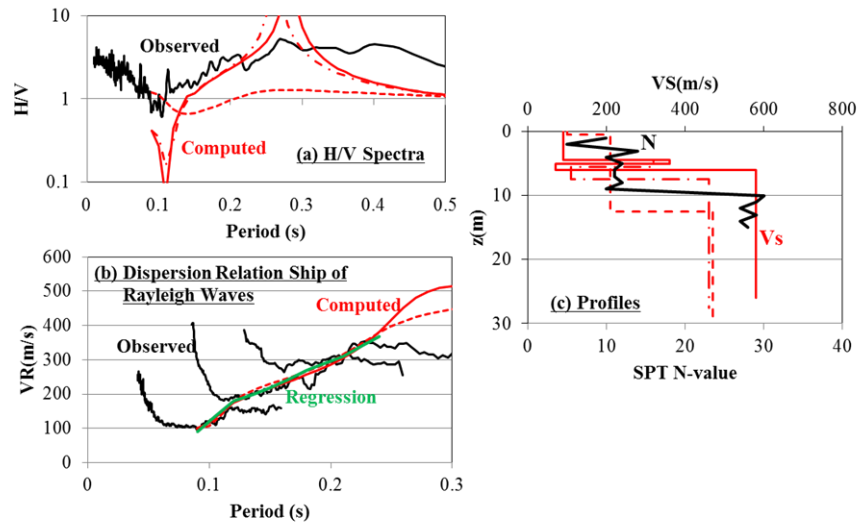 10
1
0.1
H/V
Observed
Computed
(a) H/V Spectra
0
0.1
0.2
0.3
0.4
0.5
Period (s)
600
500
400
300
200
100
0
VR(m/s)
(b) Dispersion Relation Ship of
Rayleigh Waves
Computed
Observed
Regression
0
0.1
0.2
0.3
Period (s)
VS(m/s)
0
200
400
600
800
0
10
20
30
z(m)
N
Vs
(c) Profiles
0
10
20
30
40
SPT N-value